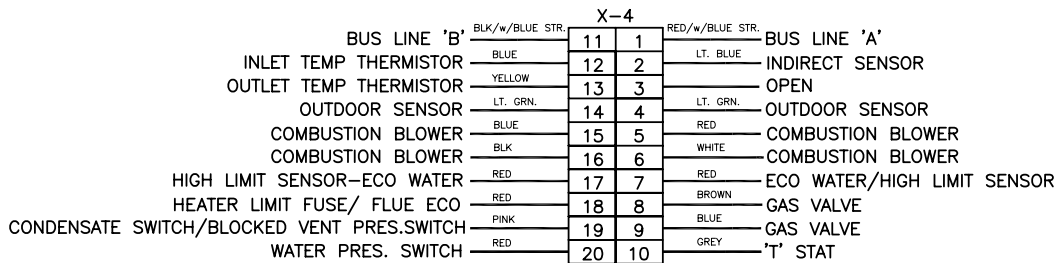 X-4
BUS LINE 'B' BLK/w/BLUE STR. 11 1 RED/w/BLUE STR. BUS LINE 'A'
INLET TEMP THERMISTOR BLUE 12 2 LT. BLUE INDIRECT SENSOR
OUTLET TEMP THERMISTOR YELLOW 13 3 OPEN
OUTDOOR SENSOR LT. GRN. 14 4 LT. GRN. OUTDOOR SENSOR
COMBUSTION BLOWER BLUE 15 5 RED COMBUSTION BLOWER
COMBUSTION BLOWER BLK 16 6 WHITE COMBUSTION BLOWER
HIGH LIMIT SENSOR-ECO WATER RED 17 7 RED ECO WATER/HIGH LIMIT SENSOR
HEATER LIMIT FUSE/ FLUE ECO RED 18 8 BROWN GAS VALVE
CONDENSATE SWITCH/BLOCKED VENT PRES.SWITCH PINK 19 9 BLUE GAS VALVE
WATER PRES. SWITCH RED 20 10 GREY 'T' STAT